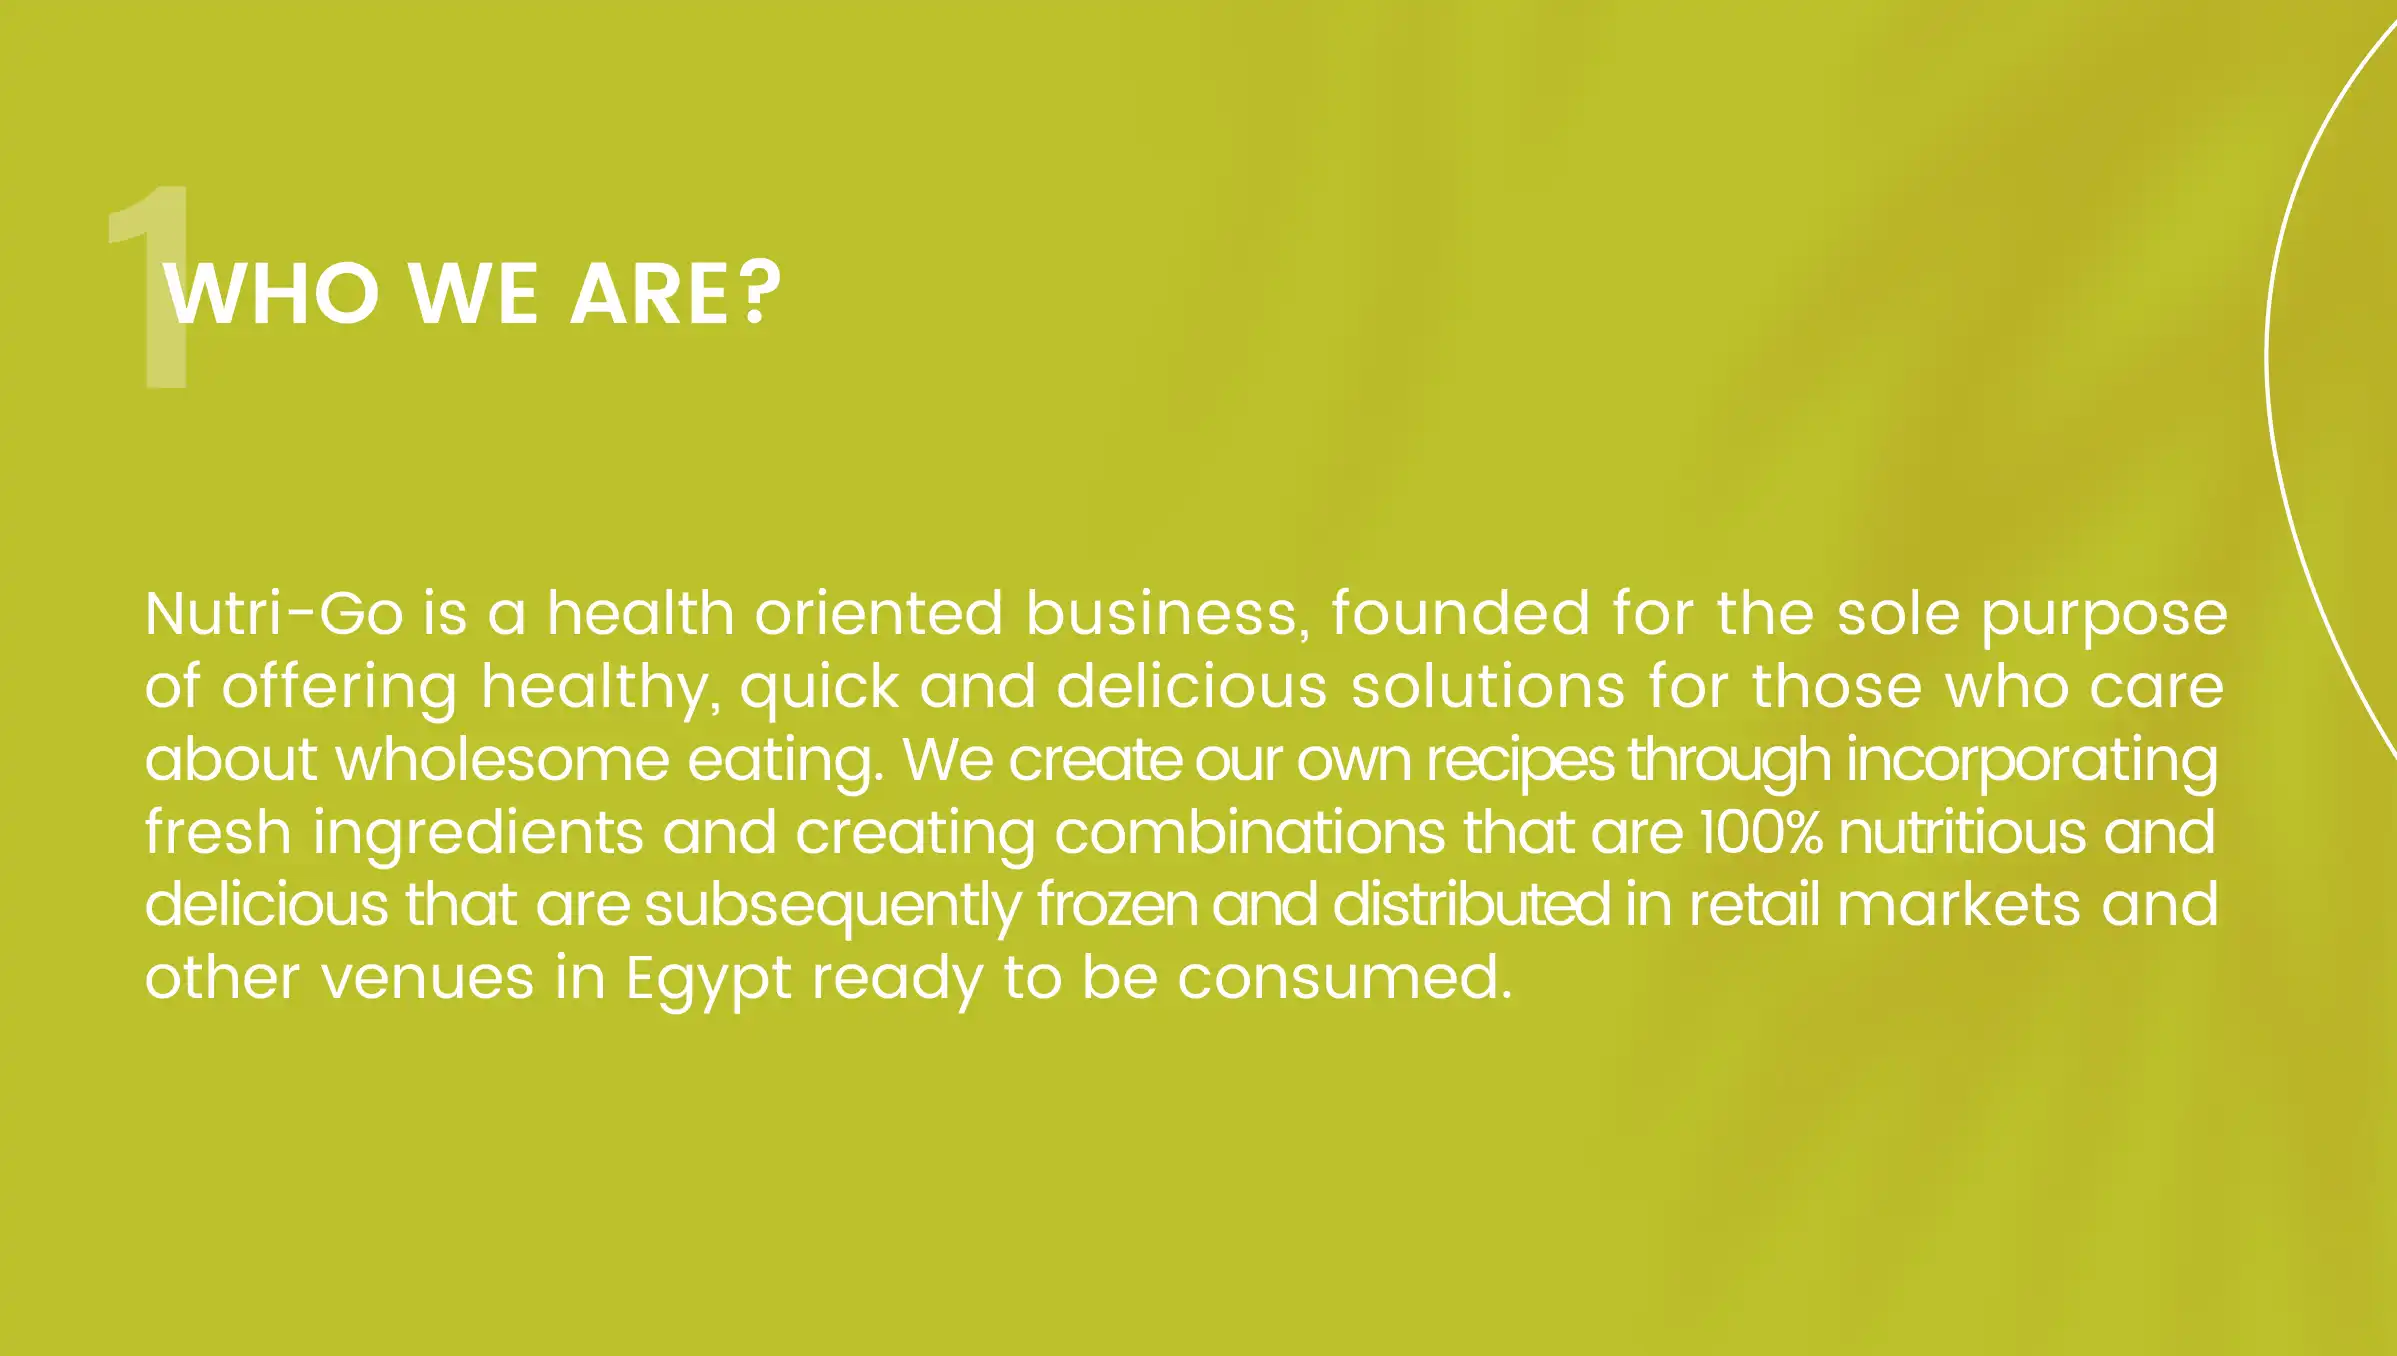 1
WHO WE ARE?
Nutri-Go is a health oriented business, founded for the sole purpose
of offering healthy, quick and delicious solutions for those who care
about wholesome eating. We create our own recipes through incorporating
fresh ingredients and creating combinations that are 100% nutritious and
delicious that are subsequently frozen and distributed in retail markets and
other venues in Egypt ready to be consumed.